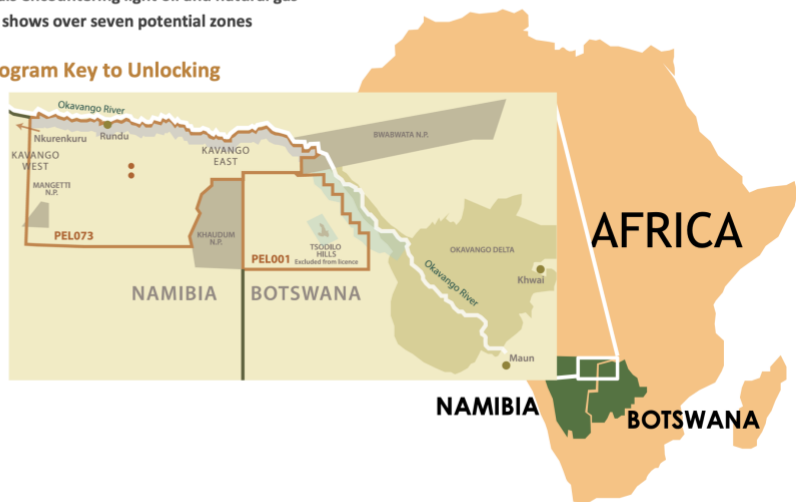 shows over seven potential zones
ogram Key to Unlocking
Okavango River
Nkurenkuru
Rundu
KAVANGO
WEST
KAVANGO
EAST
BWABWATA N.P.
MANGETTI
N.P.
KHAUDUM
N.P.
PEL073
PEL001
TSODILO
HILLS
Excluded from licence
OKAVANGO DELTA
Khwai
Okavango River
NAMIBIA
BOTSWANA
Maun
AFRICA
NAMIBIA
BOTSWANA